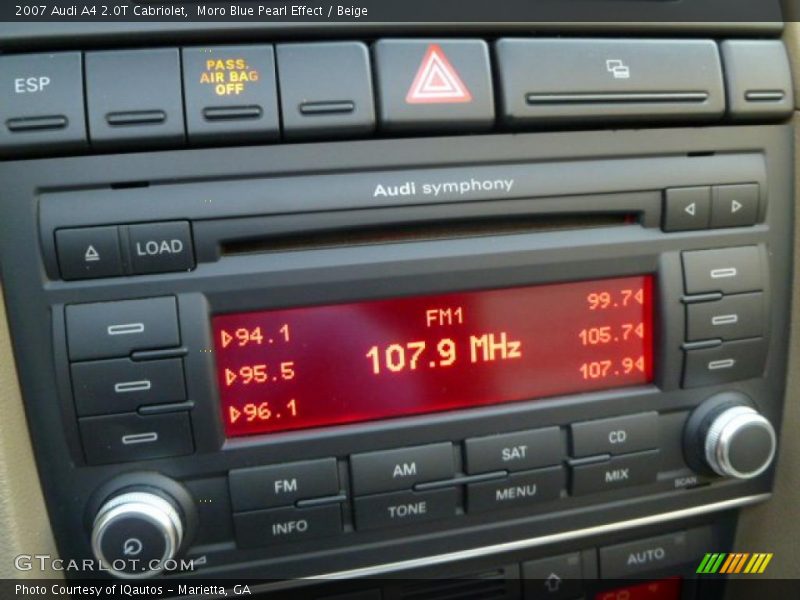 2007 Audi A4 2.0T Cabriolet,  Moro Blue Pearl Effect / Beige
ESP
PASS.
AIR BAG
OFF
Audi symphony
LOAD
94.1
FM1
99.7
95.5
107.9 MHz
105.7
96.1
107.9
FM
AM
SAT
CD
INFO
TONE
MENU
MIX
SCAN
AUTO
GTCARLOT.COM
Photo Courtesy of IQautos - Marietta, GA